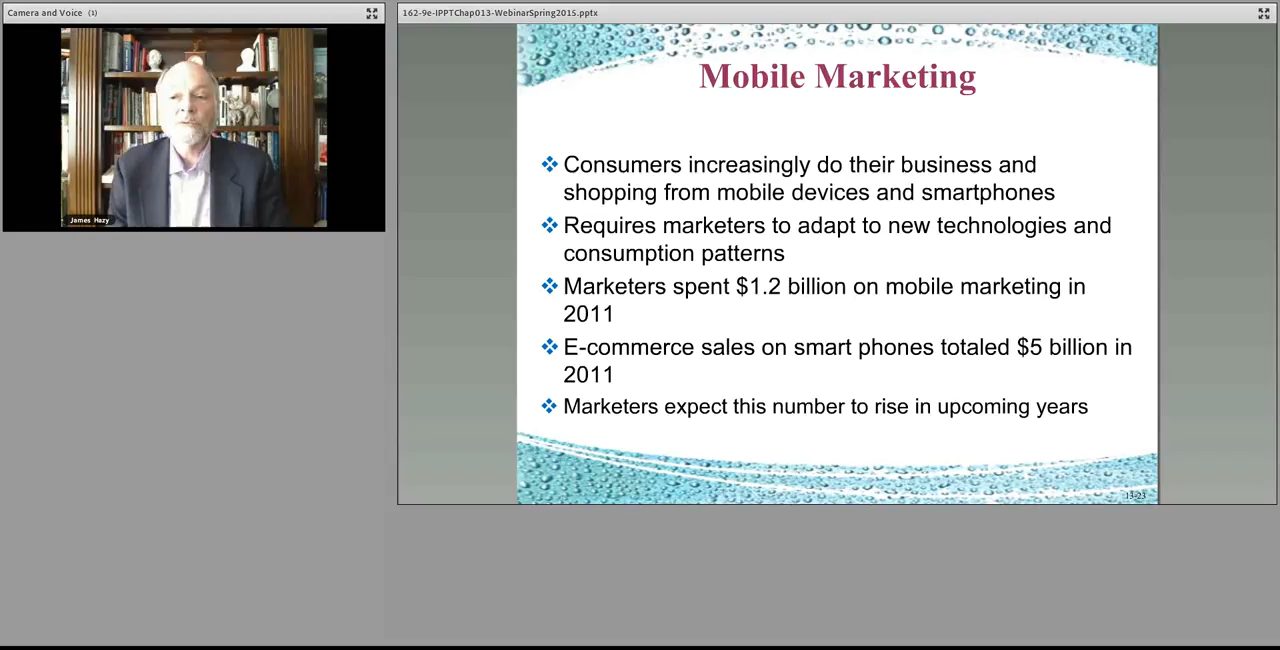 Camera and Voice (1)
162-9e-IPPTChap013-WebinarSpring2015.pptx
James Hazy
Mobile Marketing
Consumers increasingly do their business and
shopping from mobile devices and smartphones
Requires marketers to adapt to new technologies and
consumption patterns
Marketers spent $1.2 billion on mobile marketing in
2011
E-commerce sales on smart phones totaled $5 billion in
2011
Marketers expect this number to rise in upcoming years
13-23